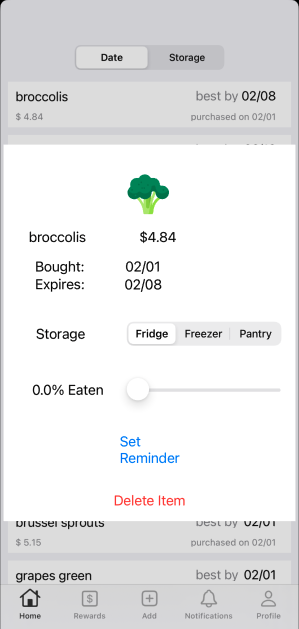 Date Storage
broccolis best by 02/08
$ 4.84 purchased on 02/01
broccolis $4.84
Bought: 02/01
Expires: 02/08
Storage Fridge Freezer Pantry
0.0% Eaten
Set
Reminder
Delete Item
brussel sprouts best by 02/08
$ 5.15 purchased on 02/01
grapes green best by 02/01
Home Rewards Add Notifications Profile